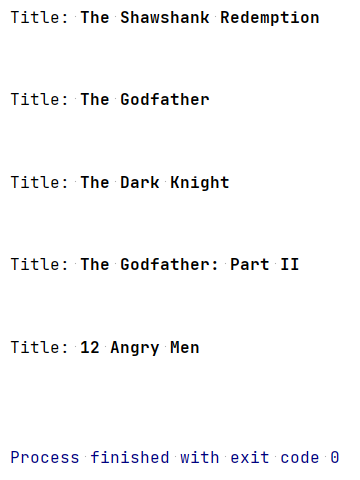 Title: The Shawshank Redemption
Title: The Godfather
Title: The Dark Knight
Title: The Godfather: Part II
Title: 12 Angry Men
Process finished with exit code 0